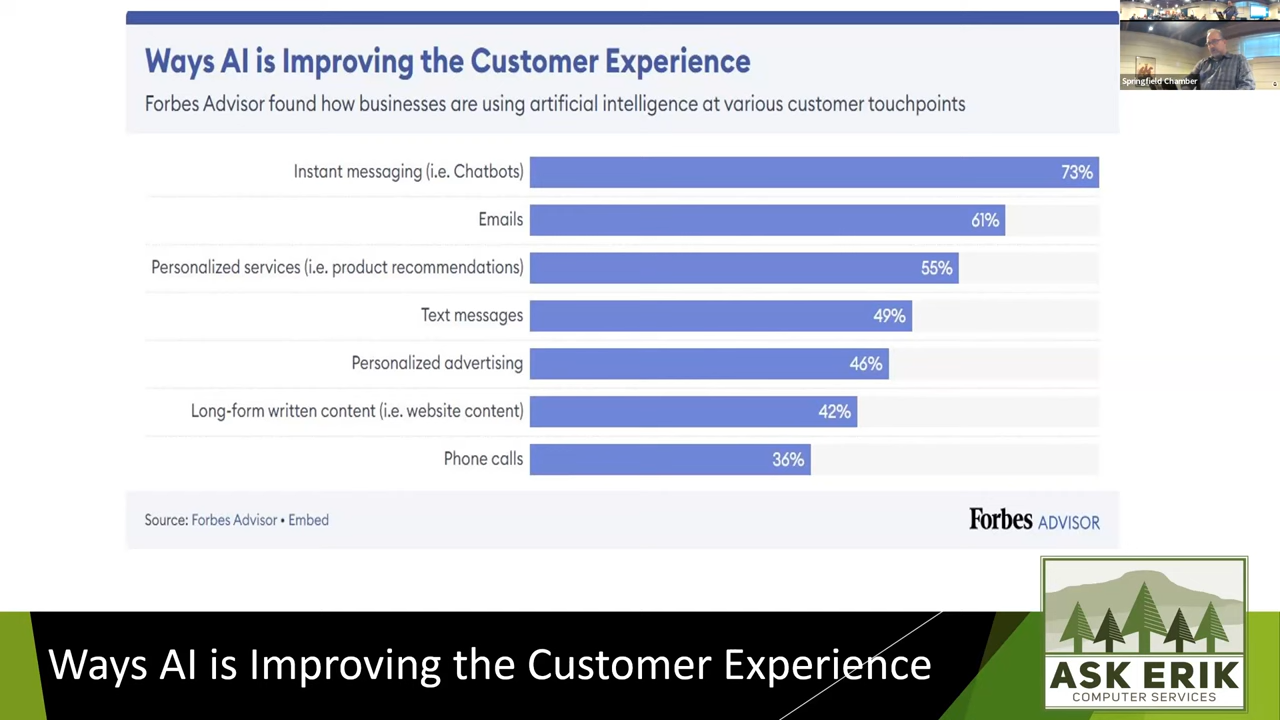 Ways AI is Improving the Customer Experience
Forbes Advisor found how businesses are using artificial intelligence at various customer touchpoints
Springfield Chamber
Instant messaging (i.e. Chatbots) 73%
Emails 61%
Personalized services (i.e. product recommendations) 55%
Text messages 49%
Personalized advertising 46%
Long-form written content (i.e. website content) 42%
Phone calls 36%
Source: Forbes Advisor • Embed
Forbes ADVISOR
Ways AI is Improving the Customer Experience
ASK ERIK
COMPUTER SERVICES